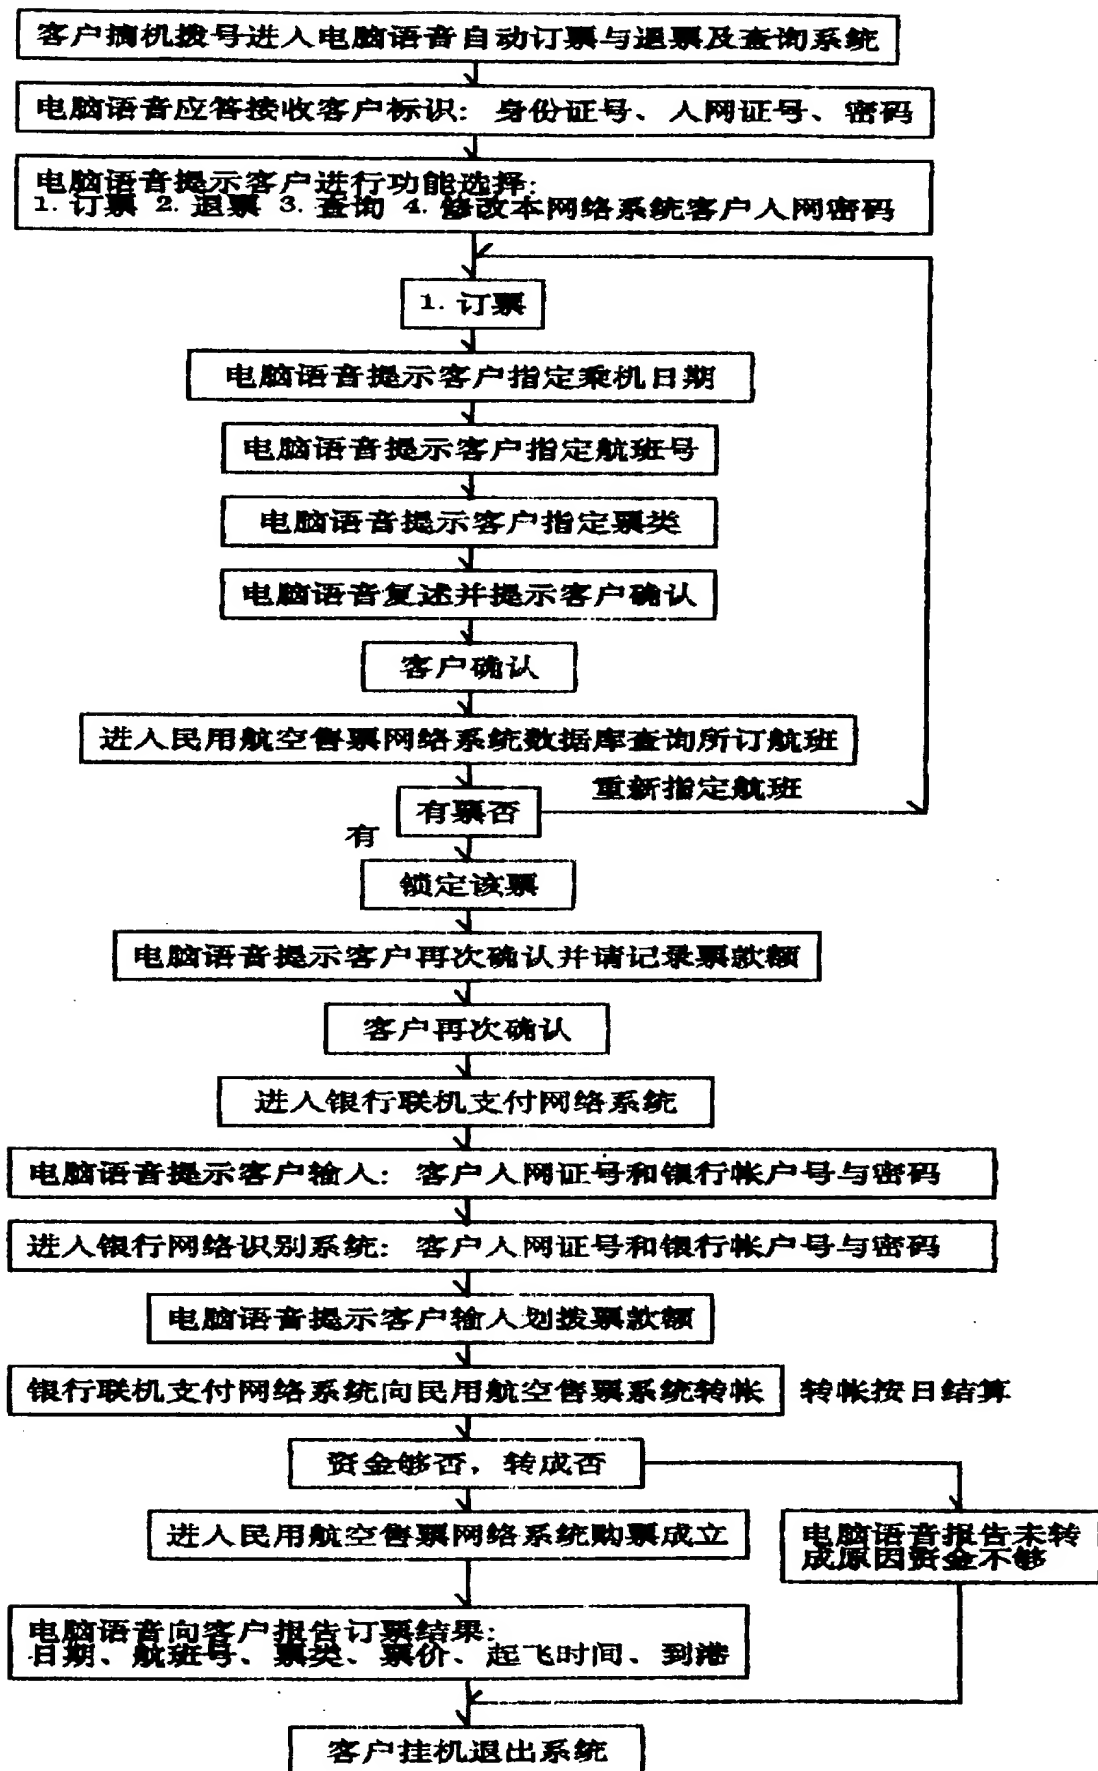 客户摘机拨号进入电脑语音自动订票与退票及查询系统
电脑语音应答接收客户标识：身份证号、人网证号、密码
电脑语音提示客户进行功能选择：
1. 订票 2. 退票 3. 查询 4. 修改本网络系统客户人网密码
1. 订票
电脑语音提示客户指定乘机日期
电脑语音提示客户指定航班号
电脑语音提示客户指定票类
电脑语音复述并提示客户确认
客户确认
进入民用航空售票网络系统数据库查询所订航班
重新指定航班
有票否
有
锁定该票
电脑语音提示客户再次确认并请记录票款额
客户再次确认
进入银行联机支付网络系统
电脑语音提示客户输人：客户人网证号和银行帐户号与密码
进入银行网络识别系统：客户人网证号和银行帐户号与密码
电脑语音提示客户输人划拨票款额
银行联机支付网络系统向民用航空售票系统转帐
转帐按日结算
资金够否，转成否
进人民用航空售票网络系统购票成立
电脑语音报告未转
成原因资金不够
电脑语音向客户报告订票结果：
日期、航班号、票类、票价、起飞时间、到港
客户挂机退出系统